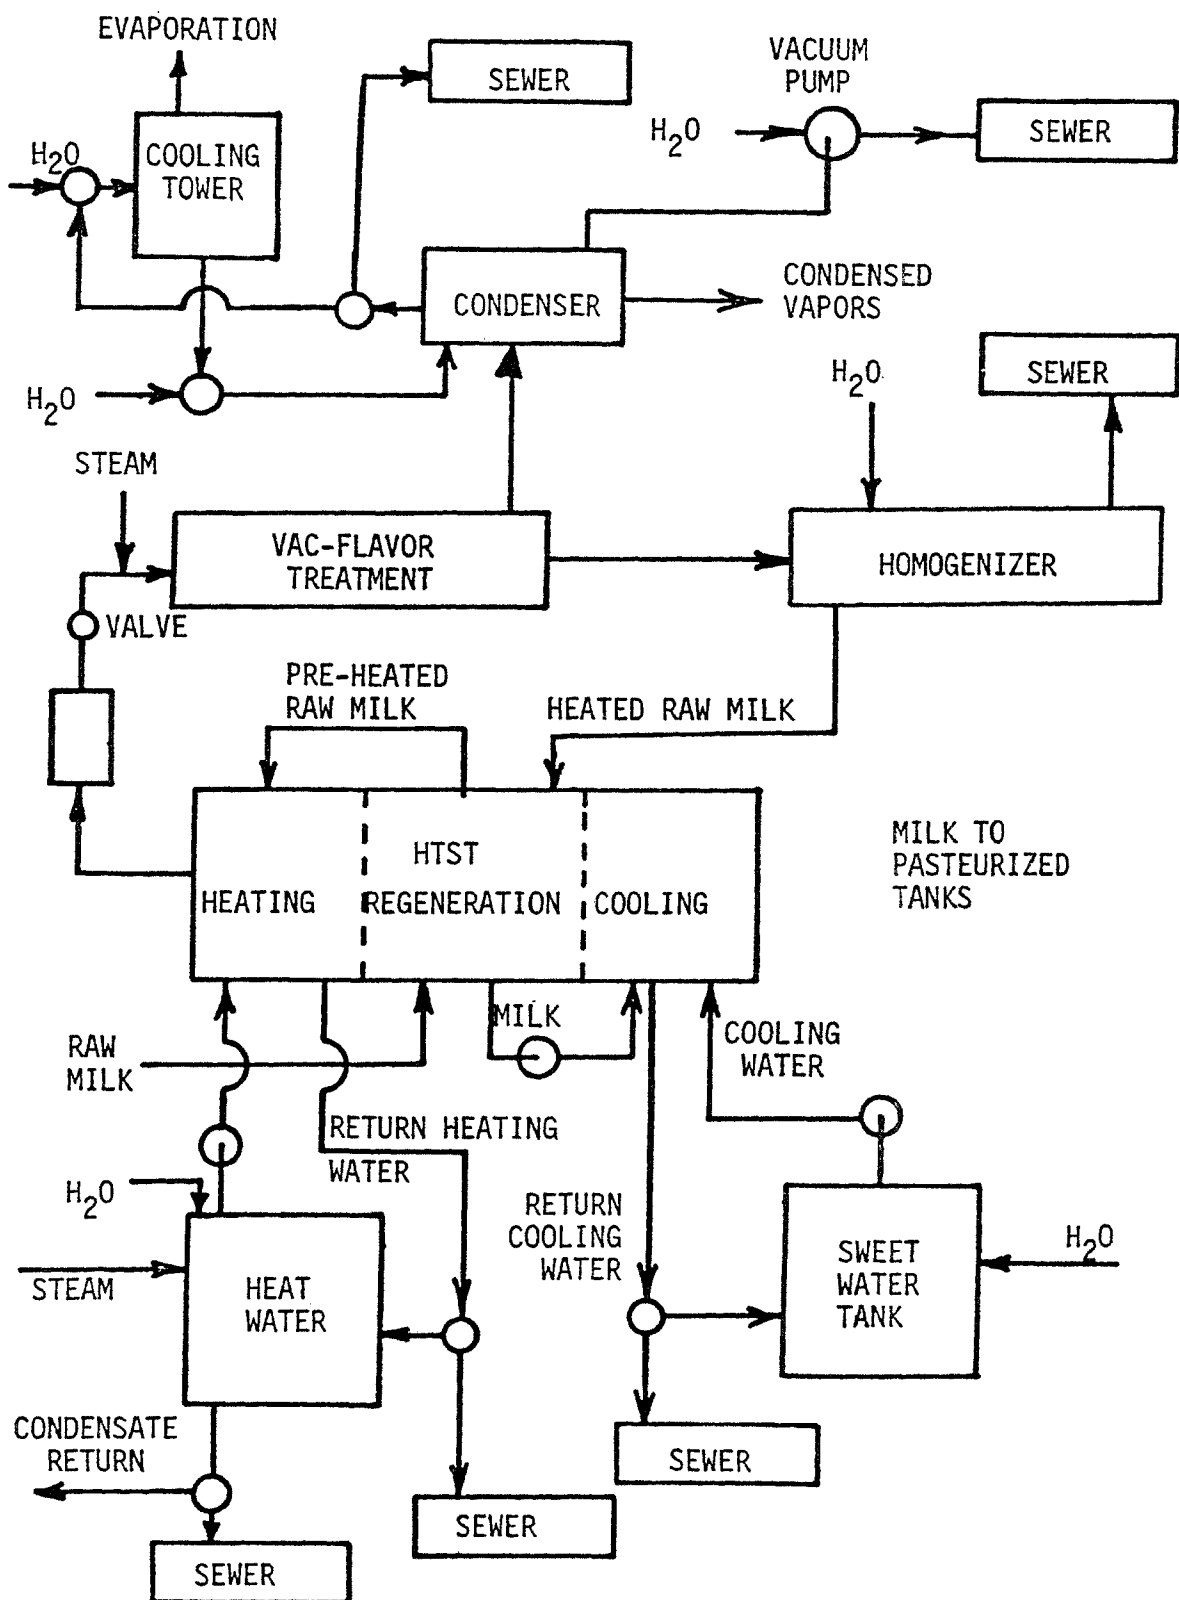 EVAPORATION
SEWER
VACUUM
PUMP
H2O
SEWER
H2O
COOLING
TOWER
CONDENSER
CONDENSED
VAPORS
H2O
H2O
SEWER
STEAM
VAC-FLAVOR
TREATMENT
HOMOGENIZER
VALVE
PRE-HEATED
RAW MILK
HEATED RAW MILK
HTST
HEATING
REGENERATION
COOLING
MILK TO
PASTEURIZED
TANKS
MILK
RAW
MILK
COOLING
WATER
RETURN HEATING
WATER
H2O
RETURN
COOLING
WATER
SWEET
WATER
TANK
H2O
STEAM
HEAT
WATER
CONDENSATE
RETURN
SEWER
SEWER
SEWER